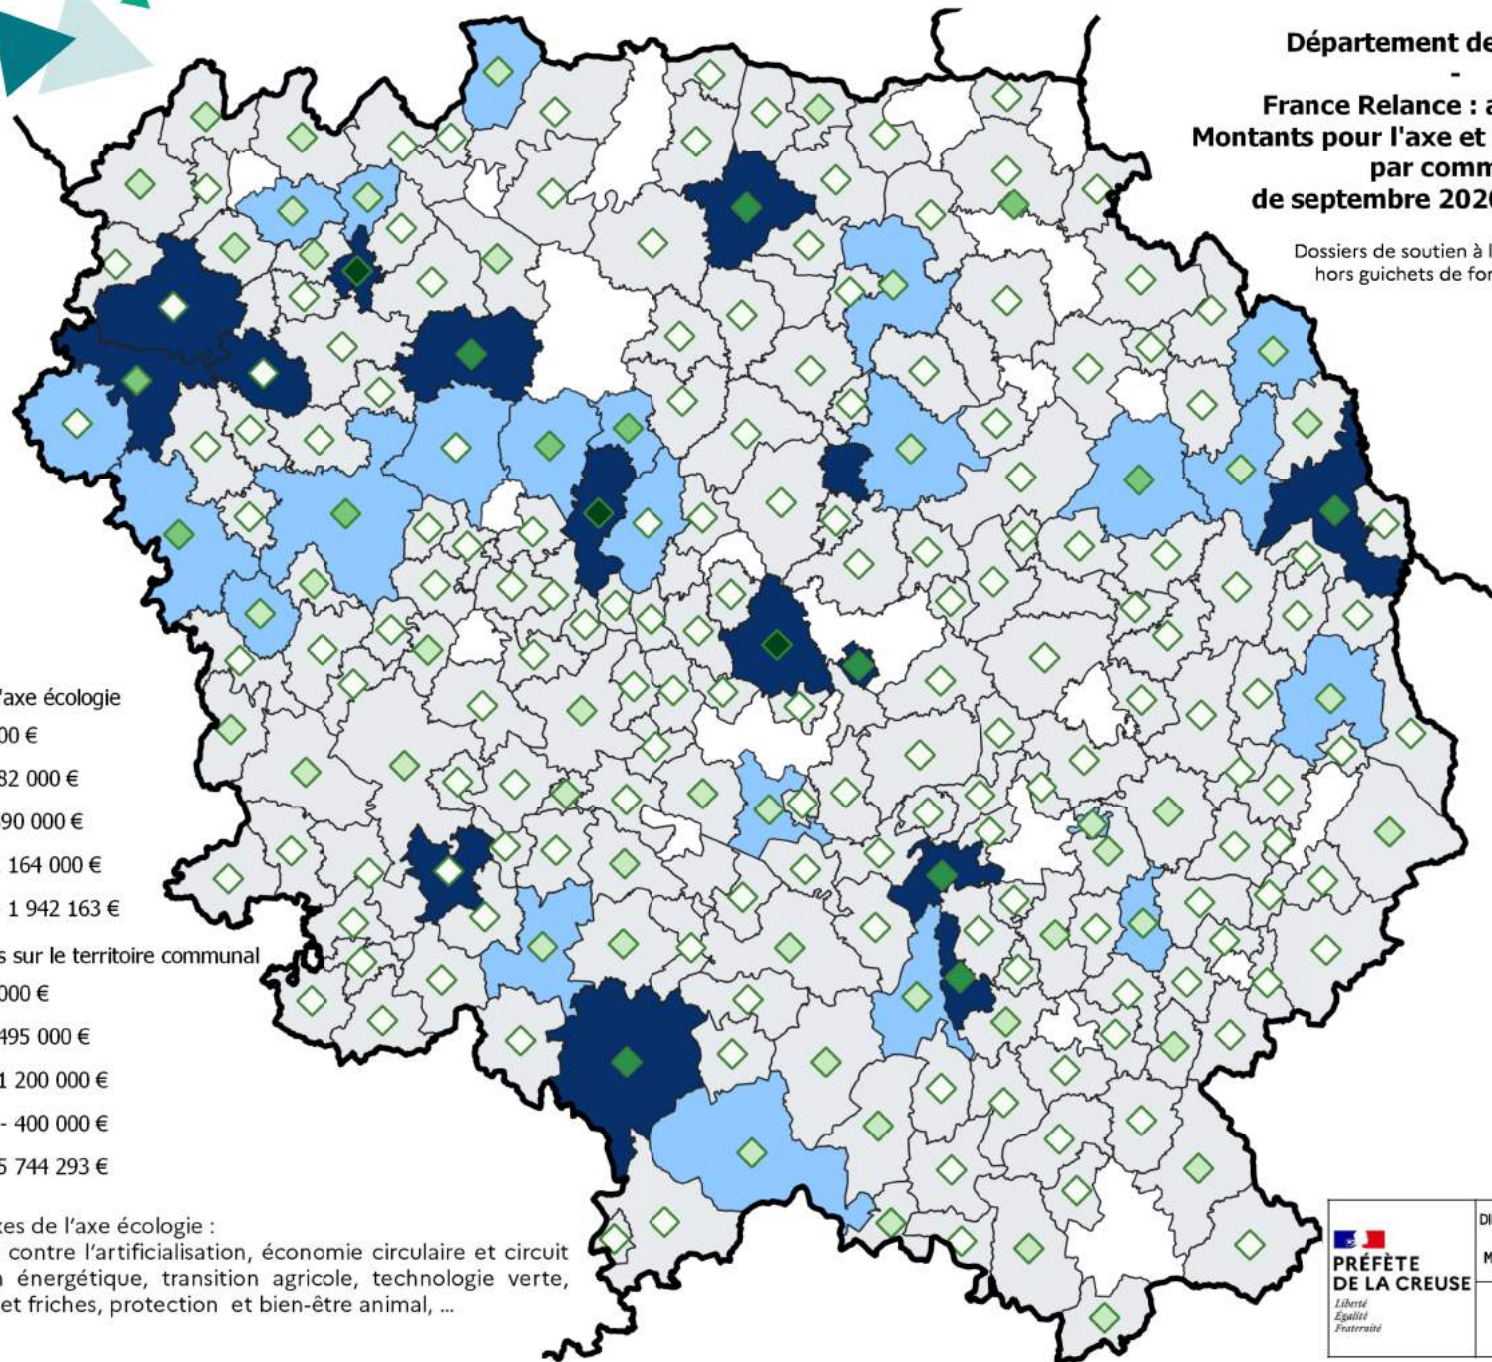 Département de
-
France Relance : a
Montants pour l'axe et
par comm
de septembre 2020
Dossiers de soutien à l
hors guichets de for
'axe écologie
00 €
82 000 €
890 000 €
164 000 €
- 1 942 163 €
s sur le territoire communal
000 €
495 000 €
1 200 000 €
- 400 000 €
5 744 293 €
xes de l'axe écologie :
contre l'artificialisation, économie circulaire et circuit
n énergétique, transition agricole, technologie verte,
et friches, protection et bien-être animal, ...
PRÉFÈTE
DE LA CREUSE
Liberté
Égalité
Fraternité
DI
M